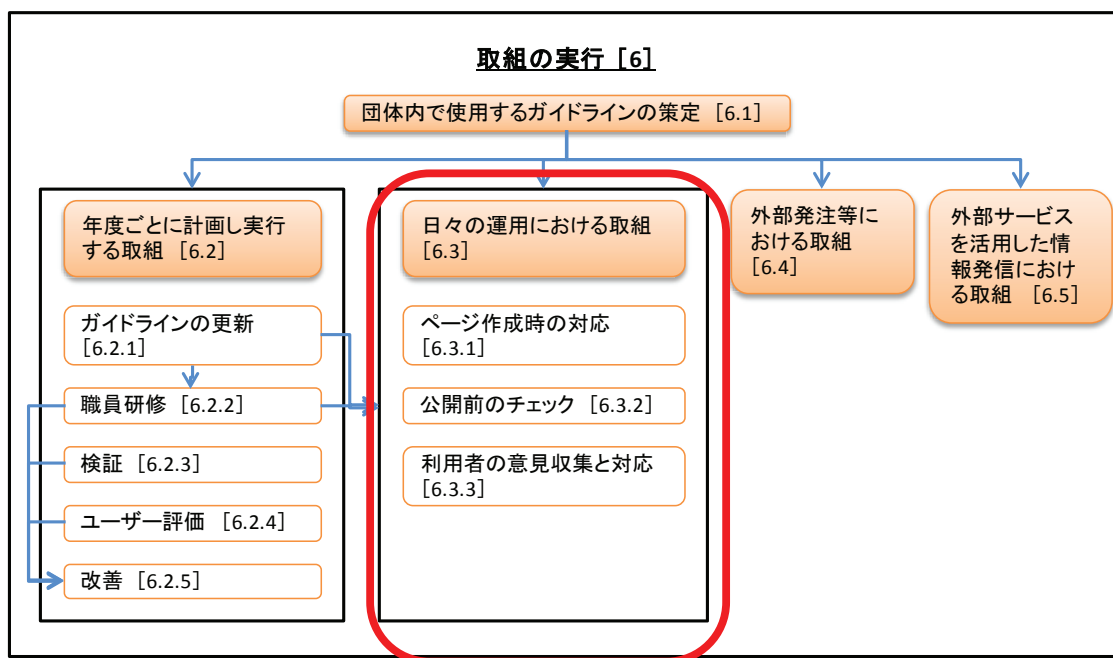 取組の実行［6］
団体内で使用するガイドラインの策定［6.1］
年度ごとに計画し実行
する取組［6.2］
ガイドラインの更新
［6.2.1］
職員研修［6.2.2］
検証［6.2.3］
ユーザー評価［6.2.4］
改善［6.2.5］
日々の運用における取組
［6.3］
ページ作成時の対応
［6.3.1］
公開前のチェック［6.3.2］
利用者の意見収集と対応
［6.3.3］
外部発注等に
おける取組
［6.4］
外部サービス
を活用した情
報発信におけ
る取組［6.5］